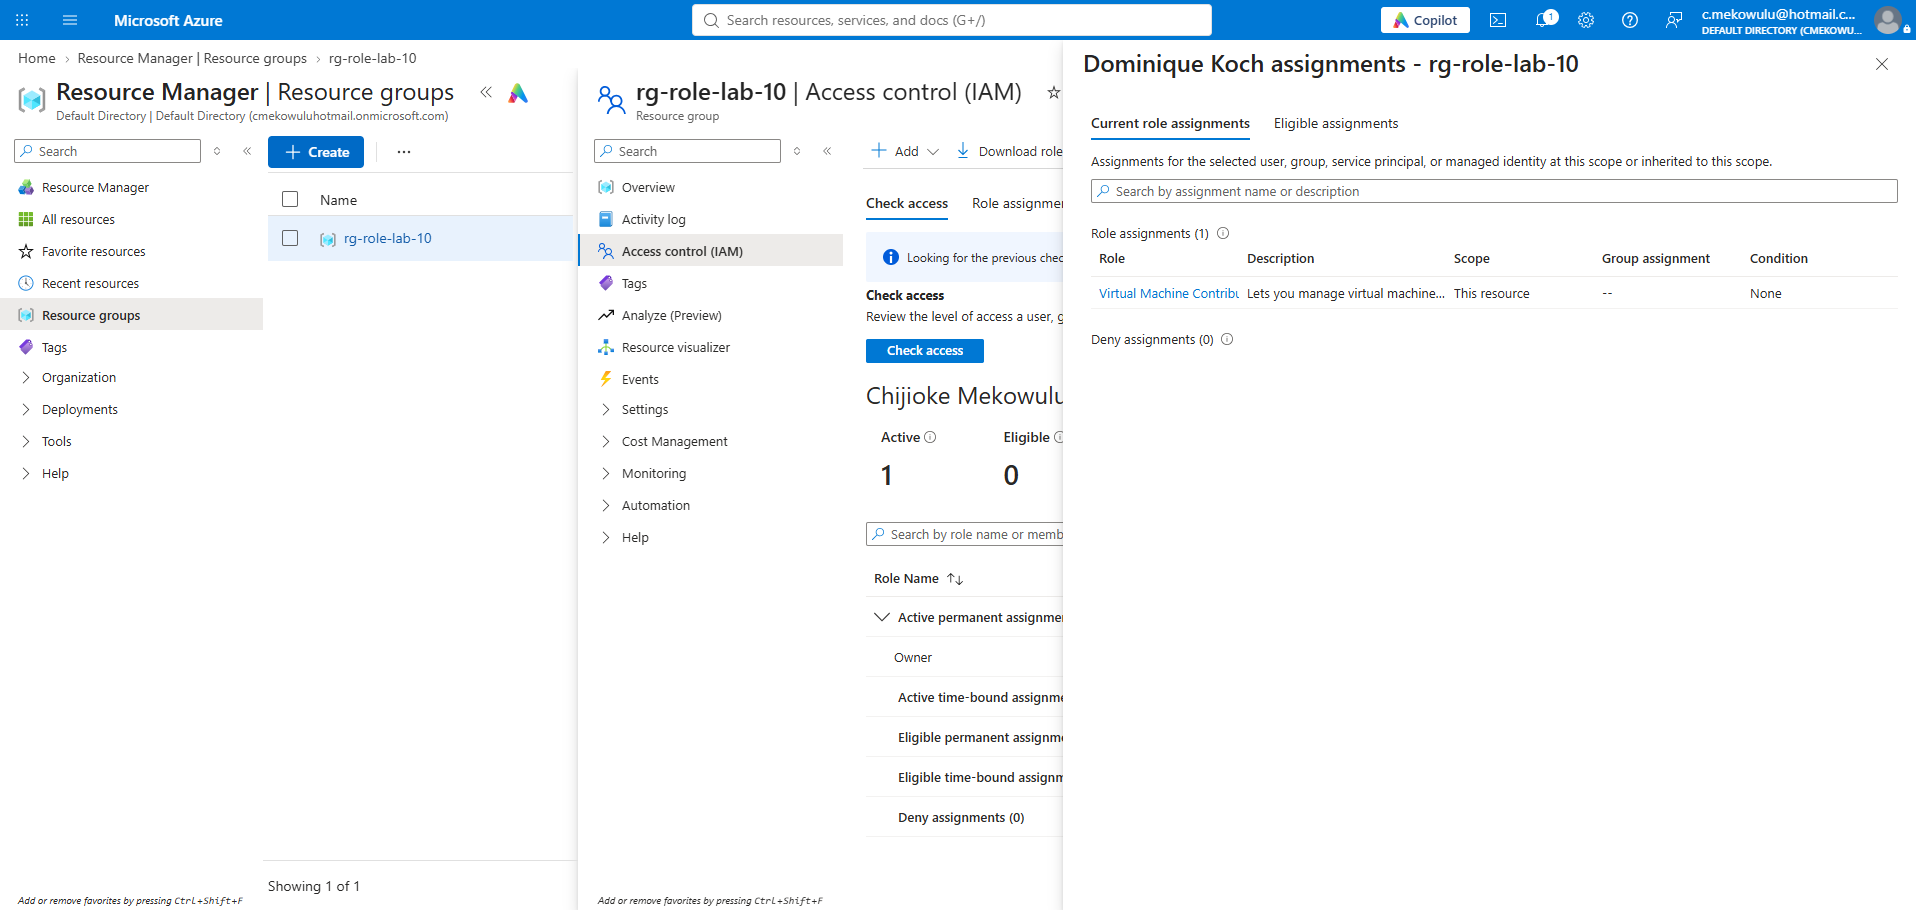 Microsoft Azure
Search resources, services, and docs (G+/)
Copilot
1
c.mekowulu@hotmail.c...
DEFAULT DIRECTORY (CMEKOWU...
Home > Resource Manager | Resource groups > rg-role-lab-10
Resource Manager | Resource groups
Default Directory | Default Directory (cmekowuluhotmail.onmicrosoft.com)
Search
Resource Manager
All resources
Favorite resources
Recent resources
Resource groups
Tags
Organization
Deployments
Tools
Help
Add or remove favorites by pressing Ctrl+Shift+F
Create
Name
rg-role-lab-10
Showing 1 of 1
rg-role-lab-10 | Access control (IAM)
Resource group
Search
Overview
Activity log
Access control (IAM)
Tags
Analyze (Preview)
Resource visualizer
Events
Settings
Cost Management
Monitoring
Automation
Help
Add or remove favorites by pressing Ctrl+Shift+F
Add
Download role
Check access
Role assignmen
Looking for the previous chec
Check access
Review the level of access a user, g
Check access
Chijioke Mekowulu
Active
Eligible
1
0
Search by role name or memb
Role Name
Active permanent assignme
Owner
Active time-bound assignme
Eligible permanent assignme
Eligible time-bound assignm
Deny assignments (0)
Dominique Koch assignments - rg-role-lab-10
Current role assignments
Eligible assignments
Assignments for the selected user, group, service principal, or managed identity at this scope or inherited to this scope.
Search by assignment name or description
Role assignments (1)
Role Description Scope Group assignment Condition
Virtual Machine Contribu Lets you manage virtual machine... This resource -- None
Deny assignments (0)